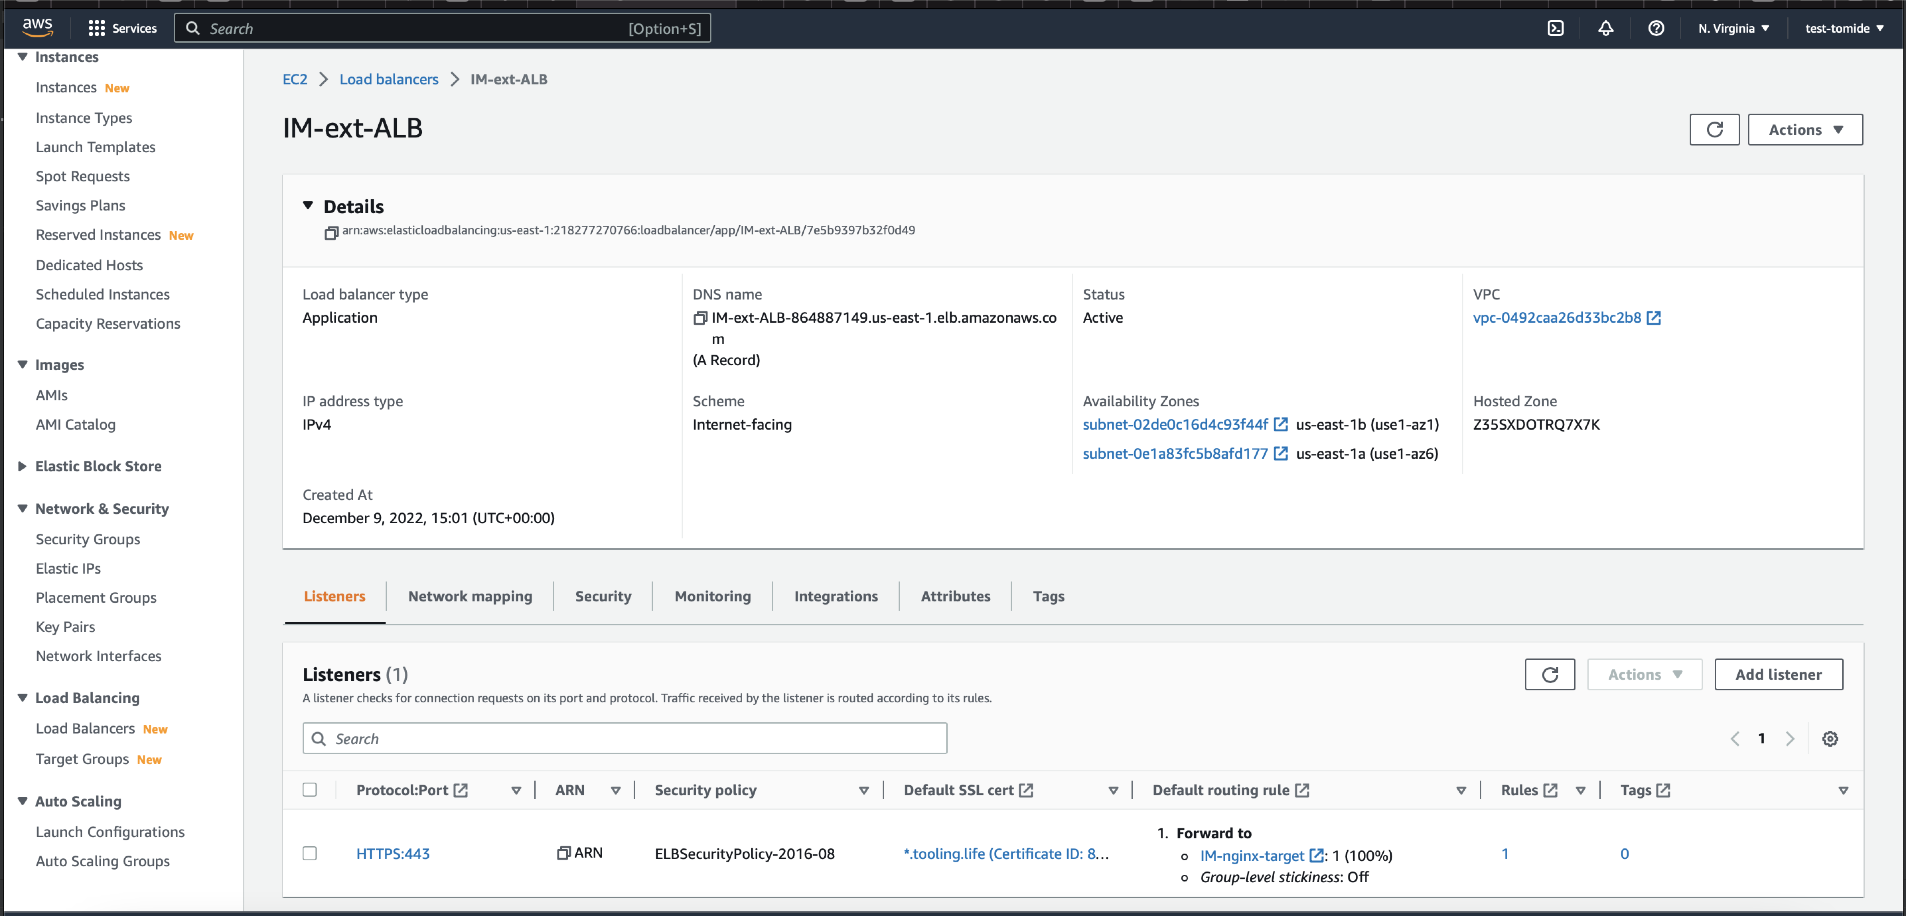 aws
Services
Search
[Option+S]
N. Virginia
test-tomide
Instances
Instances New
Instance Types
Launch Templates
Spot Requests
Savings Plans
Reserved Instances New
Dedicated Hosts
Scheduled Instances
Capacity Reservations
Images
AMIs
AMI Catalog
Elastic Block Store
Network & Security
Security Groups
Elastic IPs
Placement Groups
Key Pairs
Network Interfaces
Load Balancing
Load Balancers New
Target Groups New
Auto Scaling
Launch Configurations
Auto Scaling Groups
EC2 > Load balancers > IM-ext-ALB
IM-ext-ALB
Actions
Details
arn:aws:elasticloadbalancing:us-east-1:218277270766:loadbalancer/app/IM-ext-ALB/7e5b9397b32f0d49
Load balancer type
Application
DNS name
IM-ext-ALB-864887149.us-east-1.elb.amazonaws.co
m
(A Record)
Status
Active
VPC
vpc-0492caa26d33bc2b8
IP address type
IPv4
Scheme
Internet-facing
Availability Zones
subnet-02de0c16d4c93f44f us-east-1b (use1-az1)
subnet-0e1a83fc5b8afd177 us-east-1a (use1-az6)
Hosted Zone
Z35SXDOTRQ7X7K
Created At
December 9, 2022, 15:01 (UTC+00:00)
Listeners
Network mapping
Security
Monitoring
Integrations
Attributes
Tags
Listeners (1)
A listener checks for connection requests on its port and protocol. Traffic received by the listener is routed according to its rules.
Actions
Add listener
Search
1
Protocol:Port
ARN
Security policy
Default SSL cert
Default routing rule
Rules
Tags
HTTPS:443
ARN
ELBSecurityPolicy-2016-08
*.tooling.life (Certificate ID: 8...
1. Forward to
IM-nginx-target : 1 (100%)
Group-level stickiness: Off
1
0